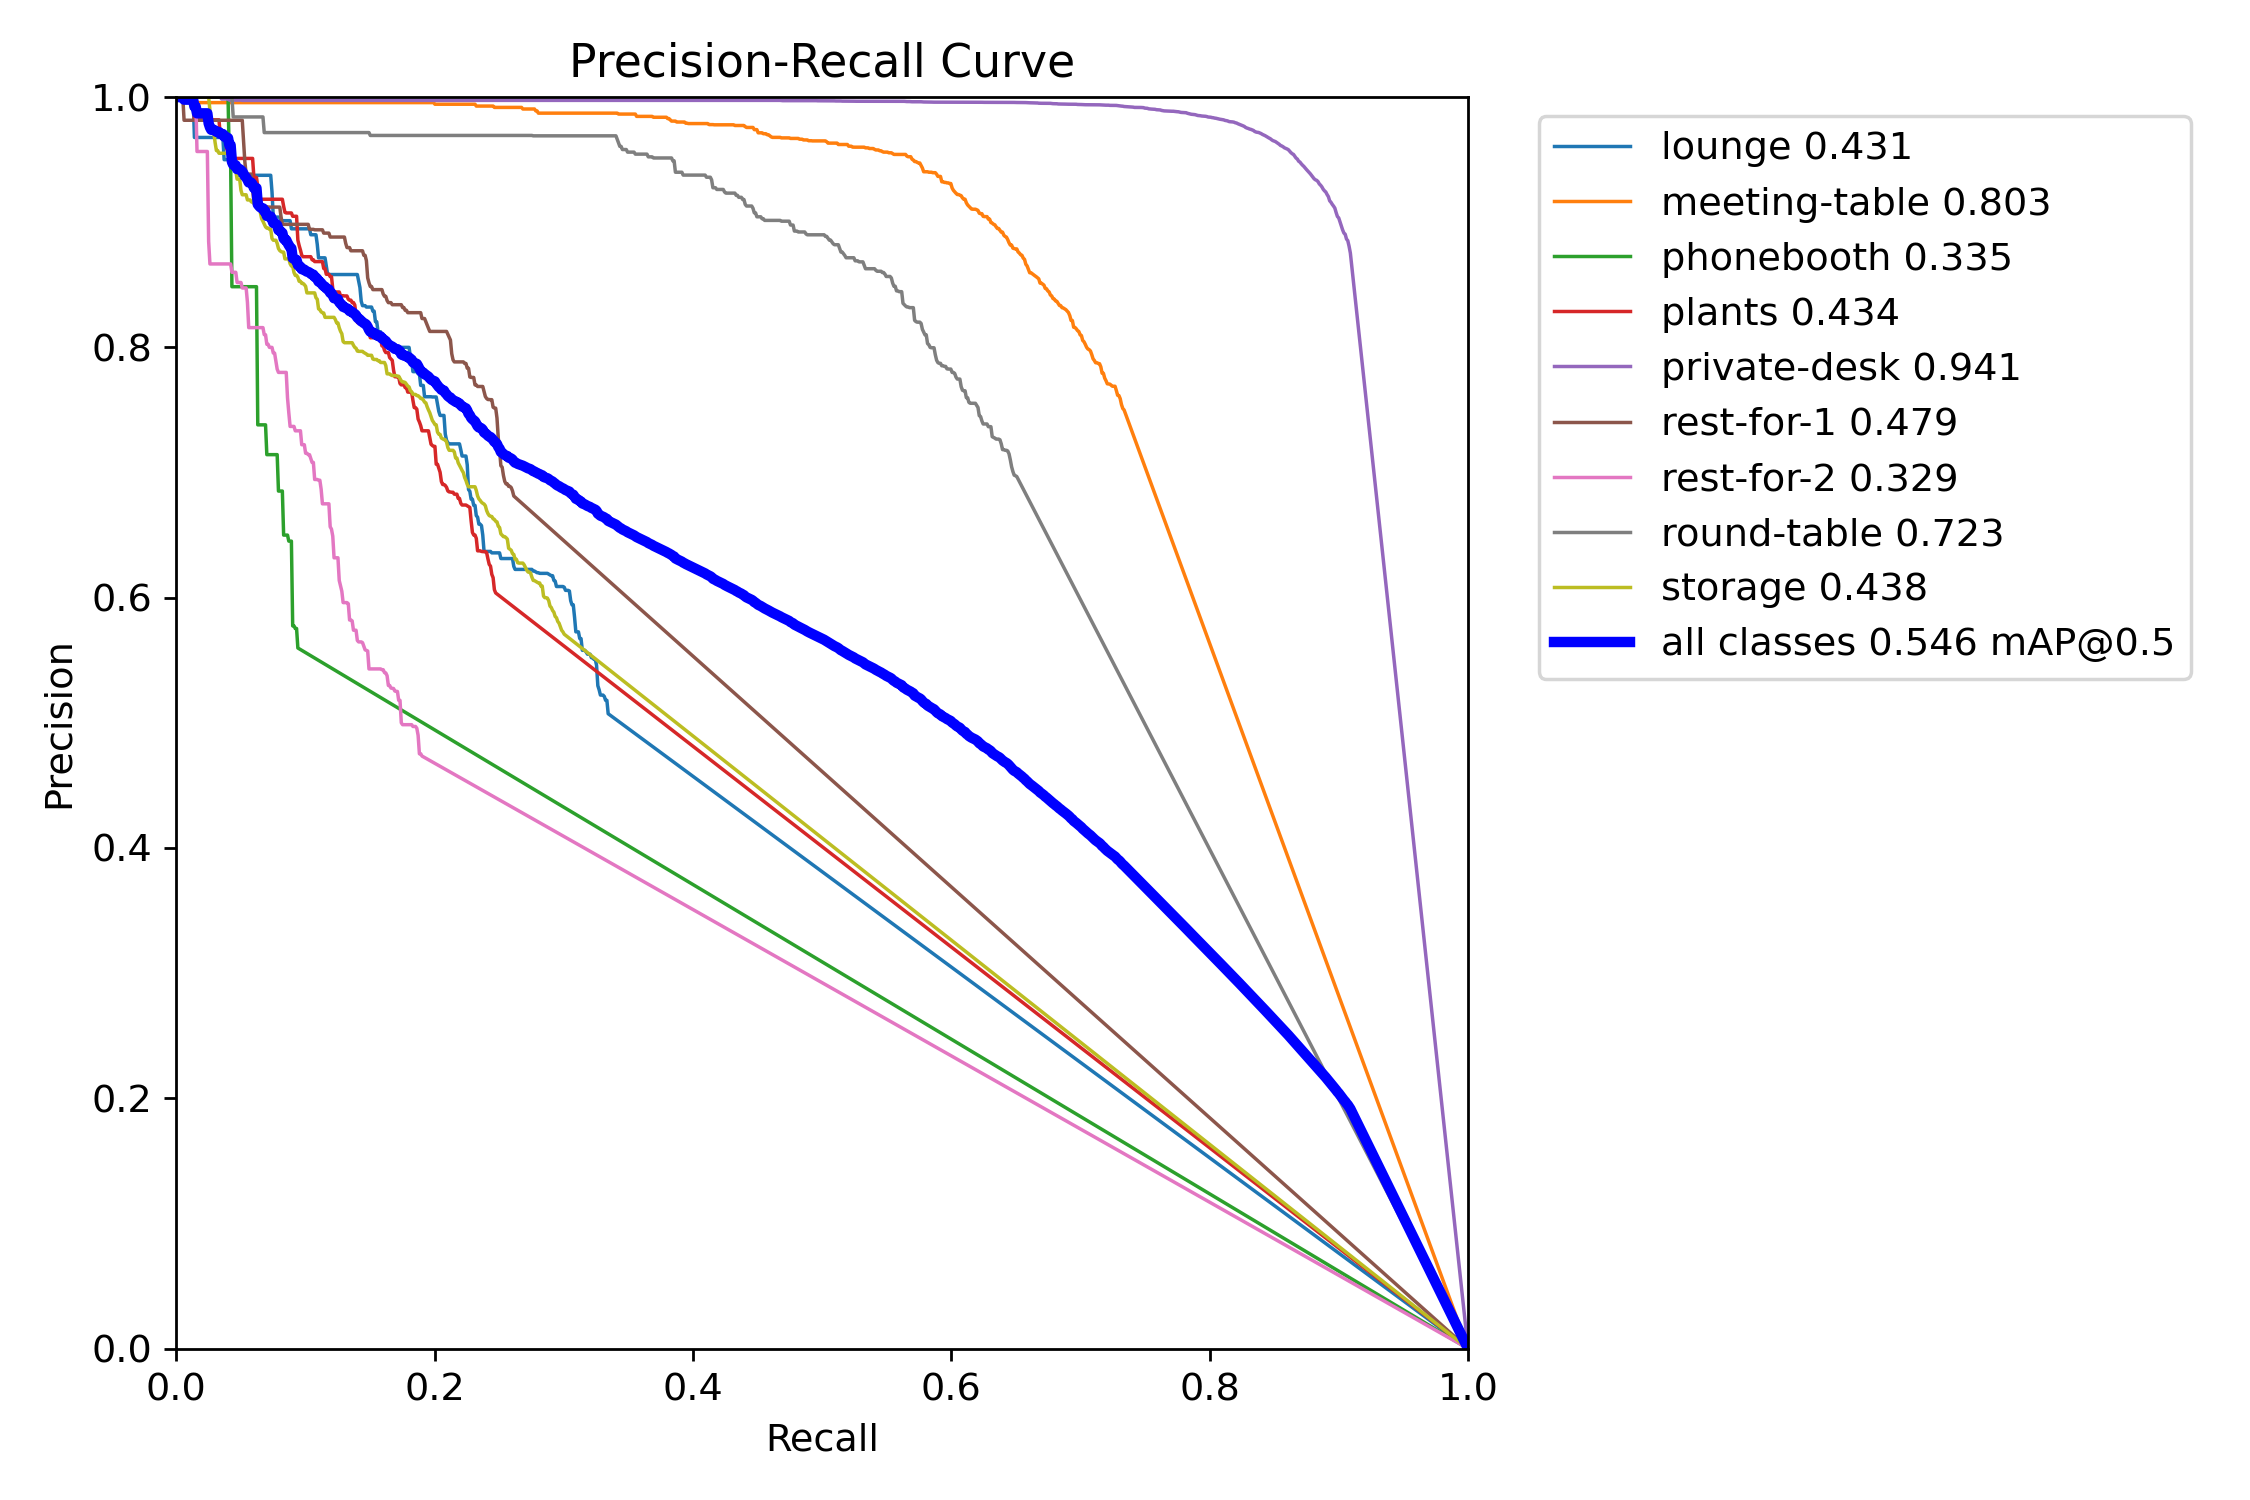 Precision-Recall Curve
1.0
0.8
0.6
0.4
0.2
0.0
Precision
0.0 0.2 0.4 0.6 0.8 1.0
Recall
lounge 0.431
meeting-table 0.803
phonebooth 0.335
plants 0.434
private-desk 0.941
rest-for-1 0.479
rest-for-2 0.329
round-table 0.723
storage 0.438
all classes 0.546 mAP@0.5